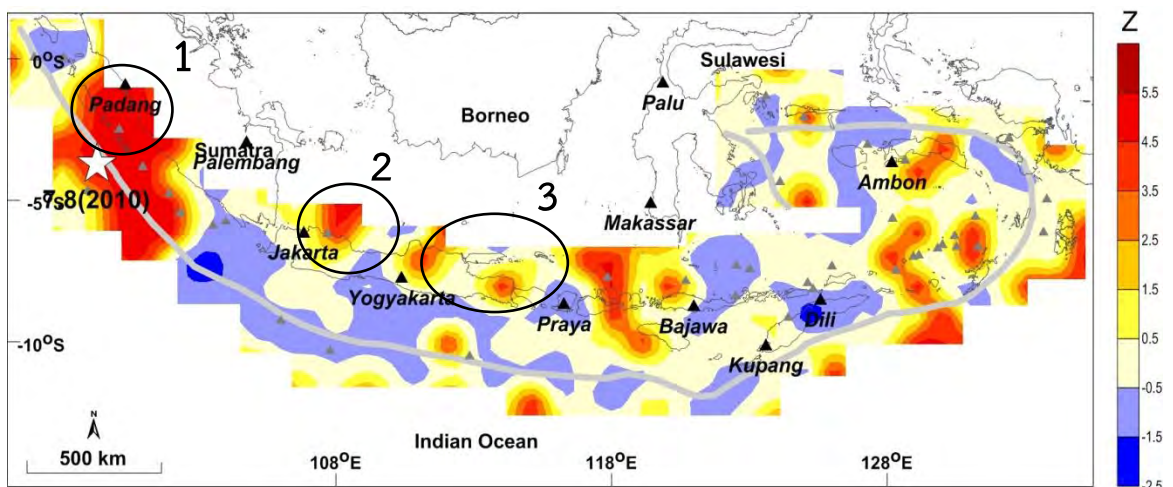 1
Z
0°S
Sulawesi
Padang
Palu
5.5
Borneo
4.5
Sumatra
Palembang
2
Ambon
3.5
-5°S
7.8(2010)
3
Makassar
Jakarta
2.5
Yogyakarta
1.5
Praya
Bajawa
Dili
0.5
-10°S
Kupang
-0.5
N
Indian Ocean
-1.5
500 km
108°E
118°E
128°E
-2.5